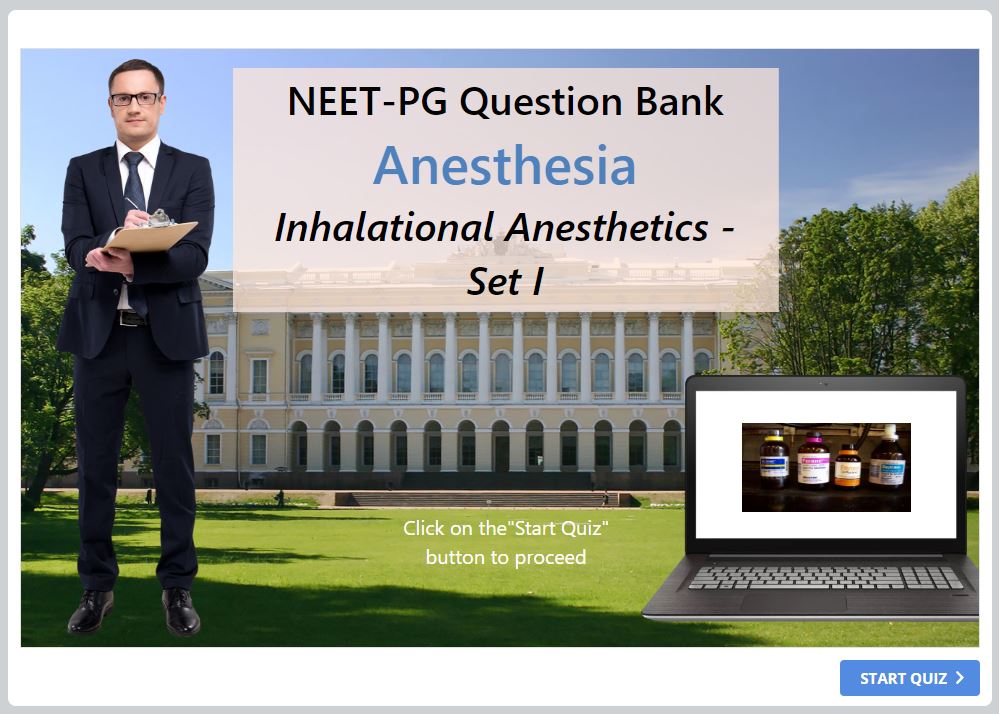 NEET-PG Question Bank
Anesthesia
Inhalational Anesthetics -
Set I
Click on the"Start Quiz"
button to proceed
START QUIZ